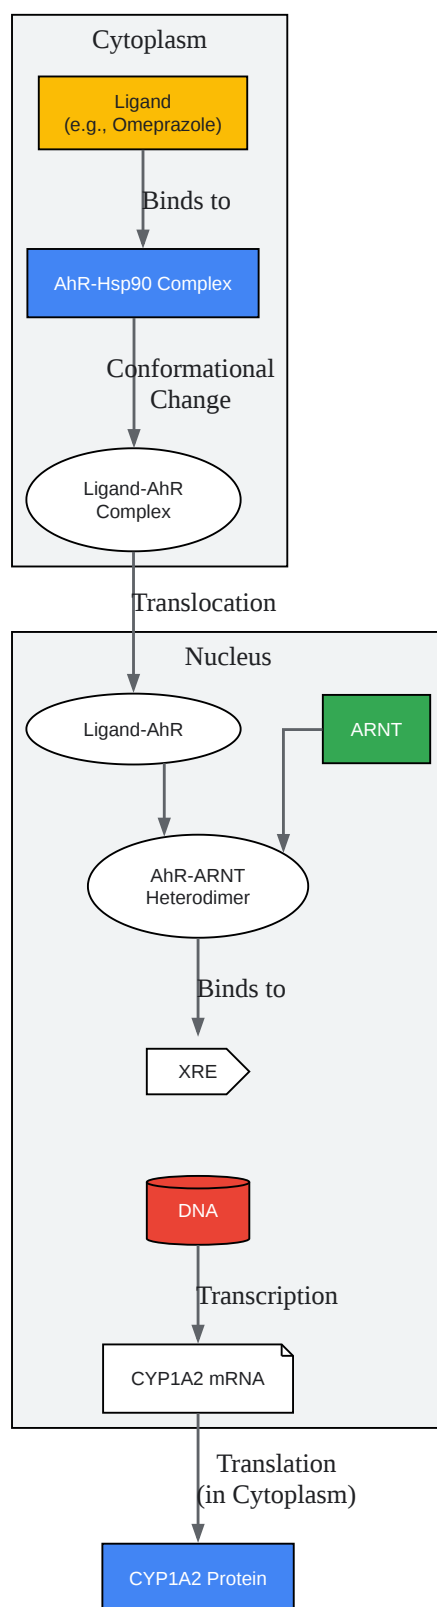 Cytoplasm
Ligand
(e.g., Omeprazole)
Binds to
AhR-Hsp90 Complex
Conformational
Change
Ligand-AhR
Complex
Translocation
Nucleus
Ligand-AhR
ARNT
AhR-ARNT
Heterodimer
Binds to
XRE
DNA
Transcription
CYP1A2 mRNA
Translation
(in Cytoplasm)
CYP1A2 Protein